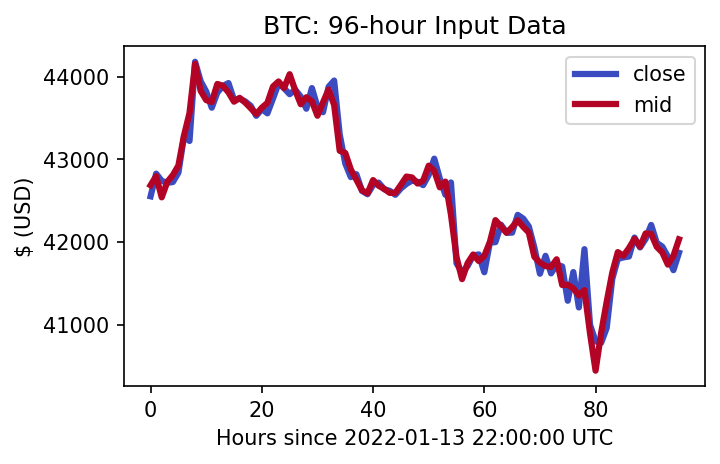 BTC: 96-hour Input Data
close
mid
$ (USD)
44000
43000
42000
41000
0 20 40 60 80
Hours since 2022-01-13 22:00:00 UTC